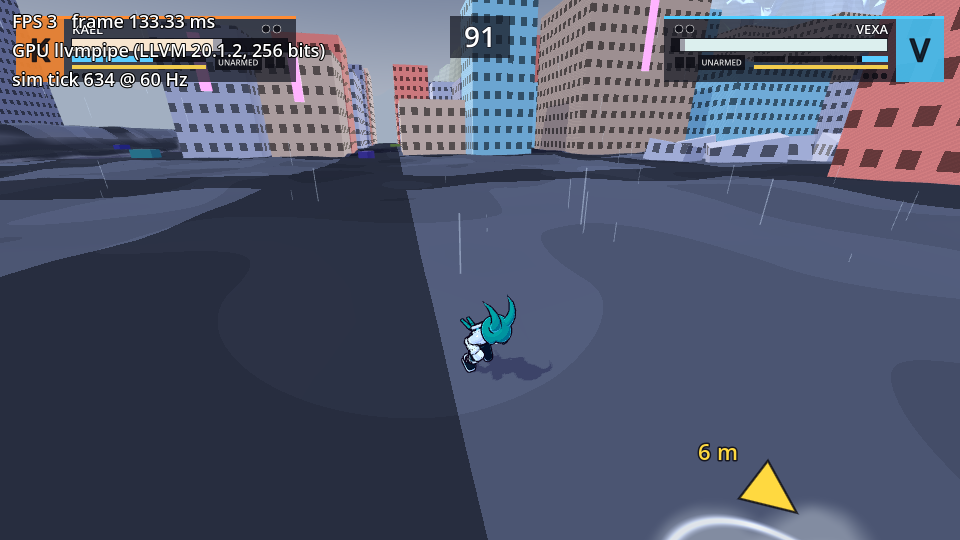 FPS 3 frame 133.33 ms
KAEL
K
GPU llvmpipe (LLVM 20.1.2, 256 bits)
UNARMED
sim tick 634 @ 60 Hz
91
VEXA
V
UNARMED
6 m